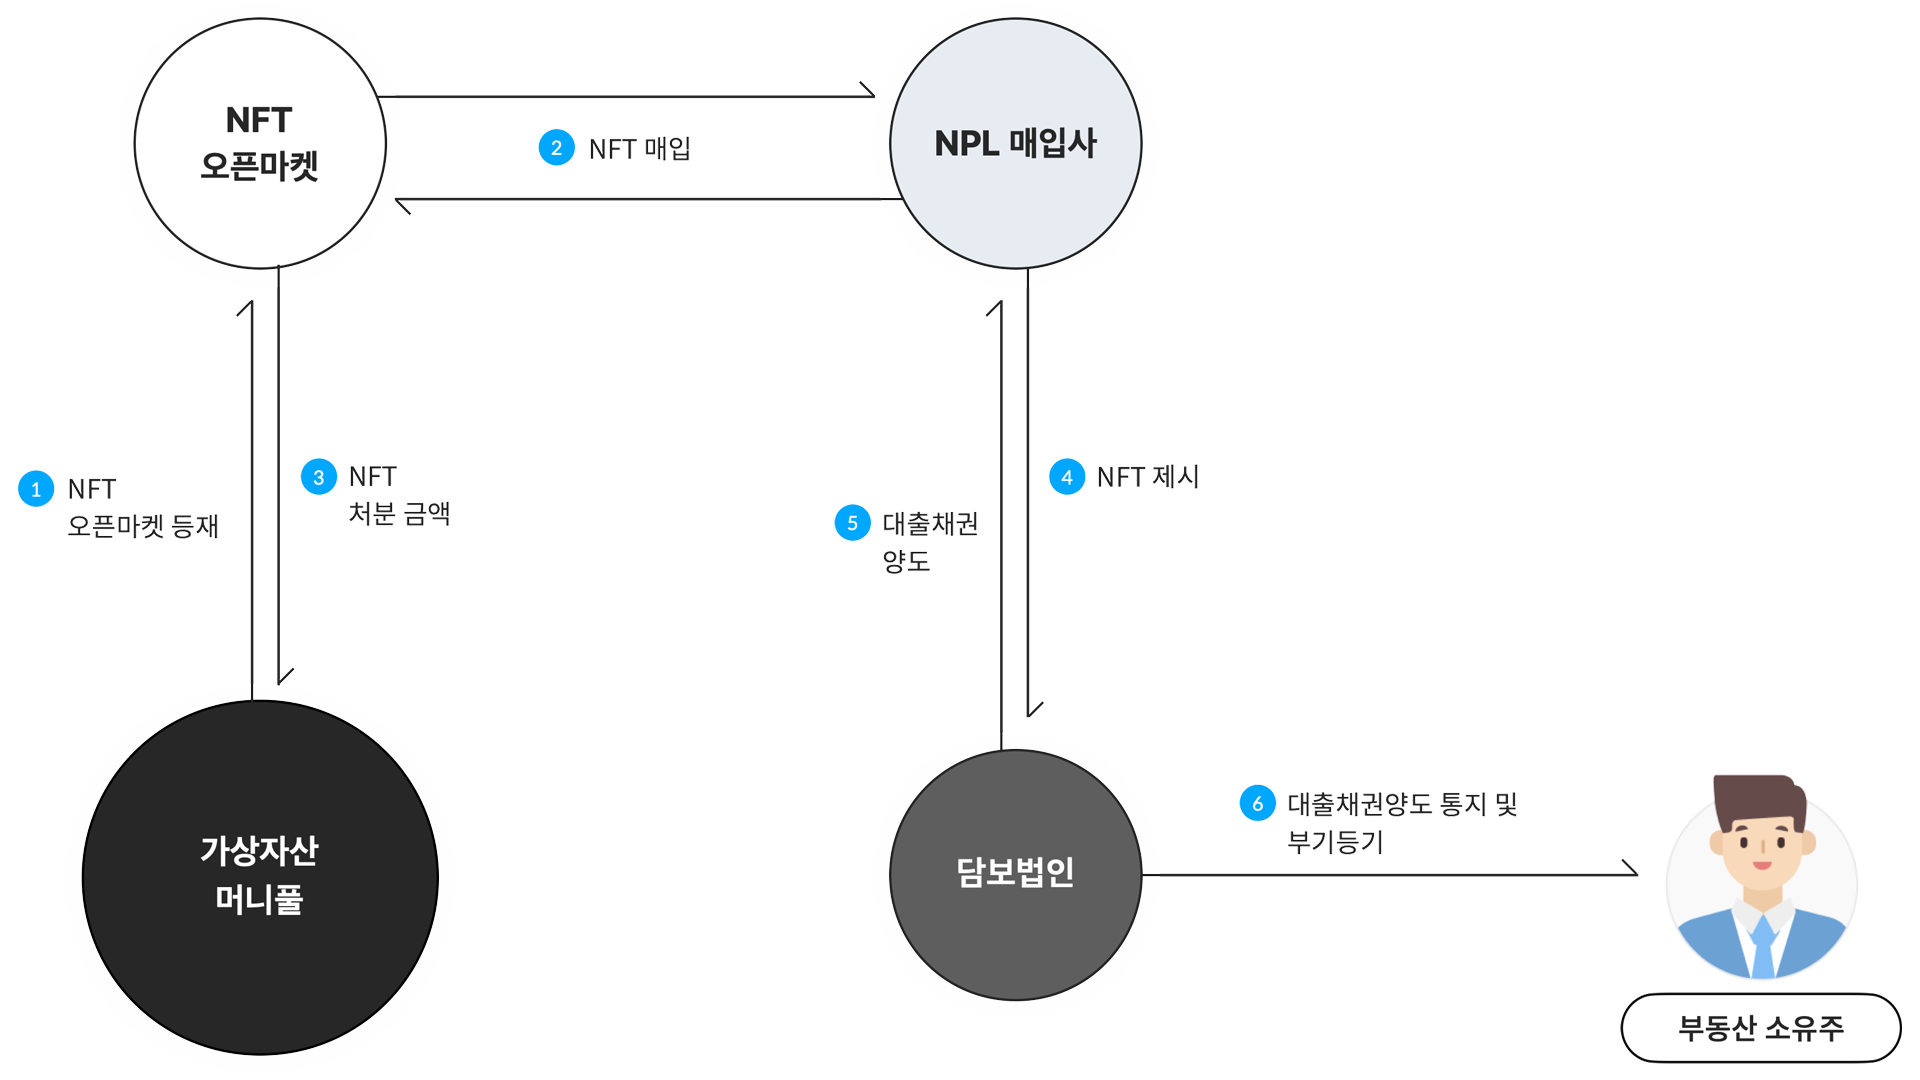 NFT
오픈마켓
NPL 매입사
2 NFT 매입
1 NFT
오픈마켓 등재
3 NFT
처분 금액
4 NFT 제시
5 대출채권
양도
가상자산
머니풀
담보법인
6 대출채권양도 통지 및
부기등기
부동산 소유주